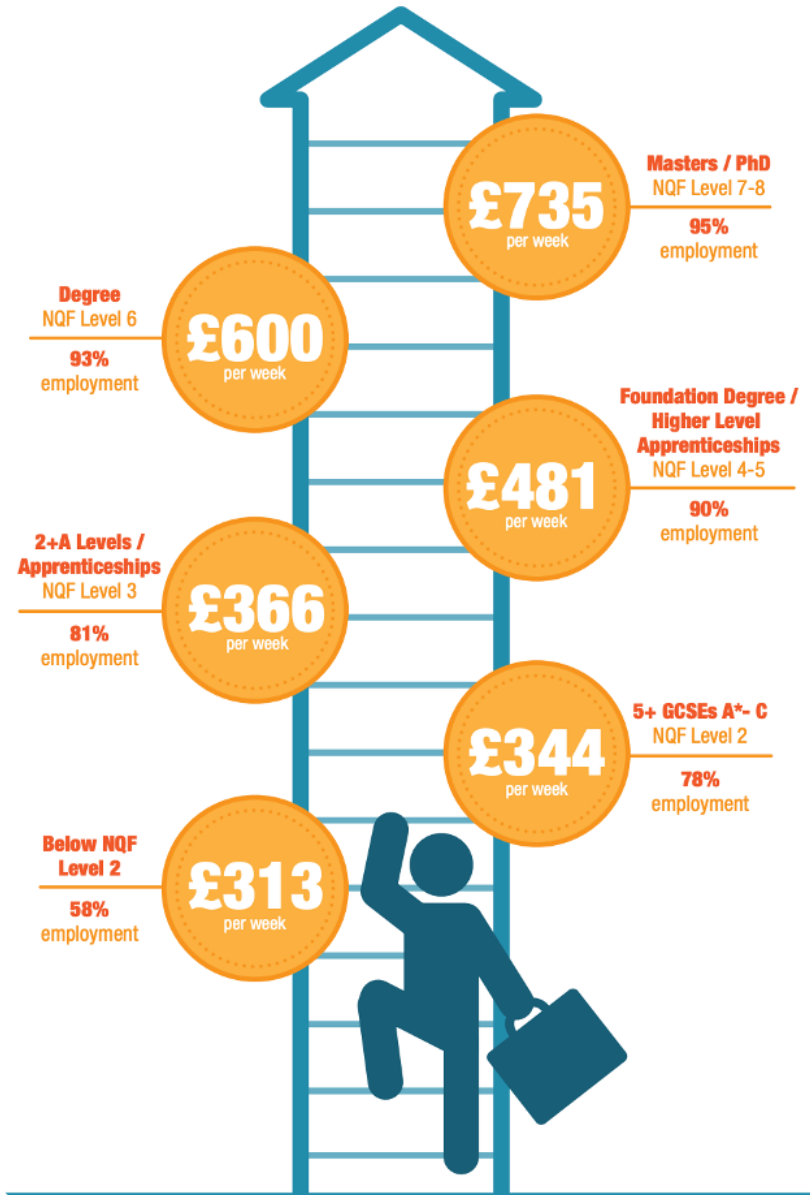 £735
per week
Masters / PhD
NQF Level 7-8
95%
employment
Degree
NQF Level 6
93%
employment
£600
per week
Foundation Degree /
Higher Level
Apprenticeships
NQF Level 4-5
90%
employment
£481
per week
2+A Levels /
Apprenticeships
NQF Level 3
81%
employment
£366
per week
5+ GCSEs A*- C
NQF Level 2
78%
employment
£344
per week
Below NQF
Level 2
58%
employment
£313
per week